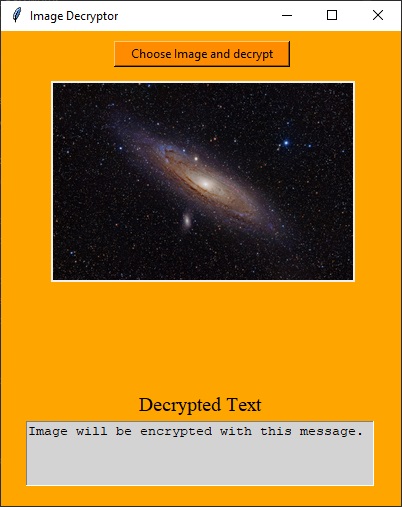 Image Decryptor
Choose Image and decrypt
Decrypted Text
Image will be encrypted with this message.